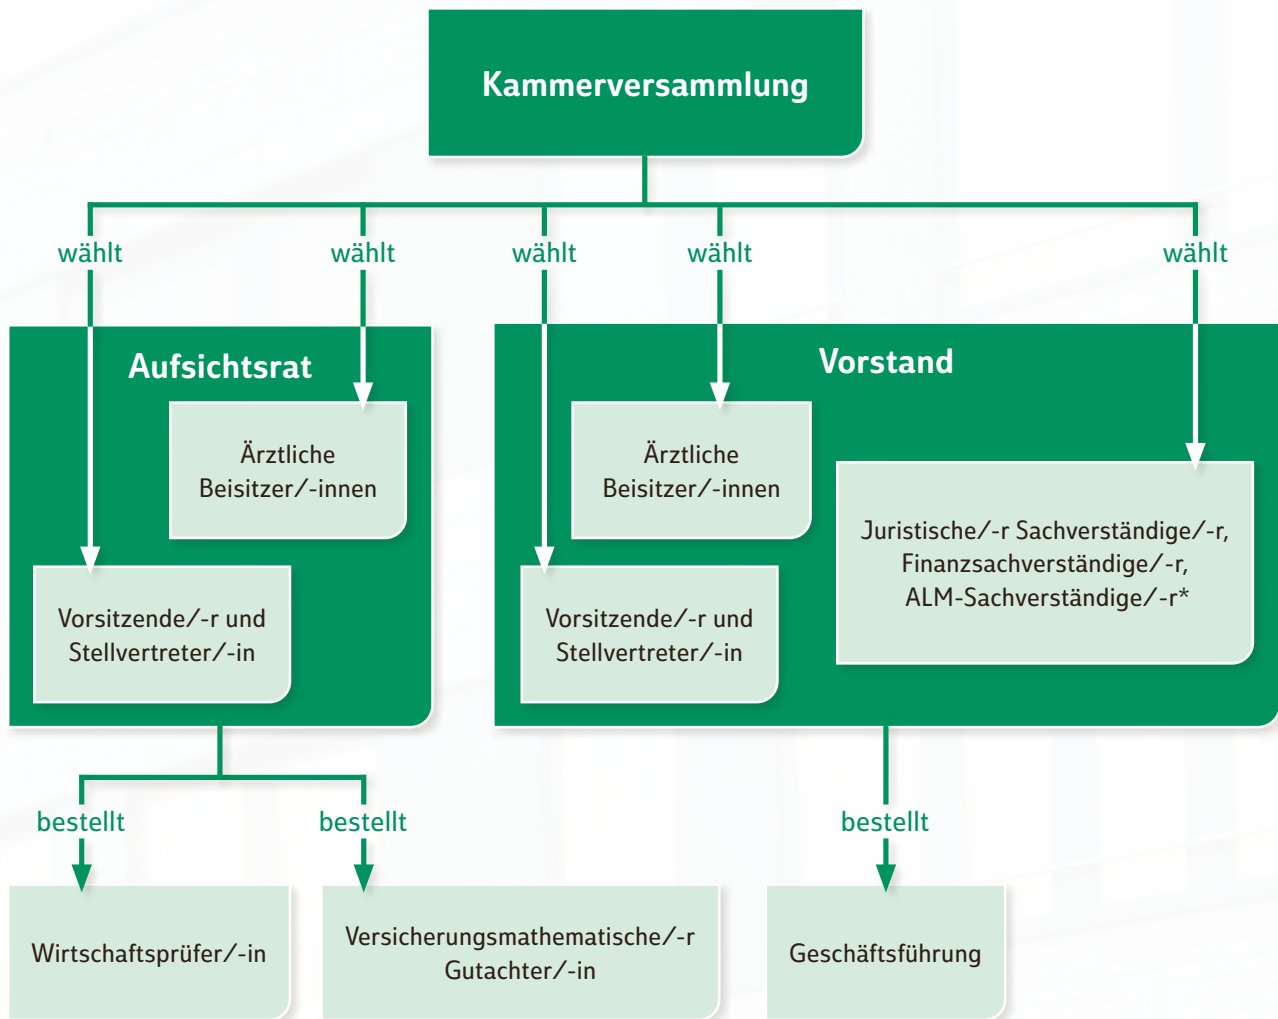 Kammerversammlung
wählt
wählt
wählt
wählt
wählt
Aufsichtsrat
Ärztliche
Beisitzer/-innen
Vorsitzende/-r und
Stellvertreter/-in
Vorstand
Ärztliche
Beisitzer/-innen
Vorsitzende/-r und
Stellvertreter/-in
Juristische/-r Sachverständige/-r,
Finanzsachverständige/-r,
ALM-Sachverständige/-r*
bestellt
bestellt
bestellt
Wirtschaftsprüfer/-in
Versicherungsmathematische/-r
Gutachter/-in
Geschäftsführung